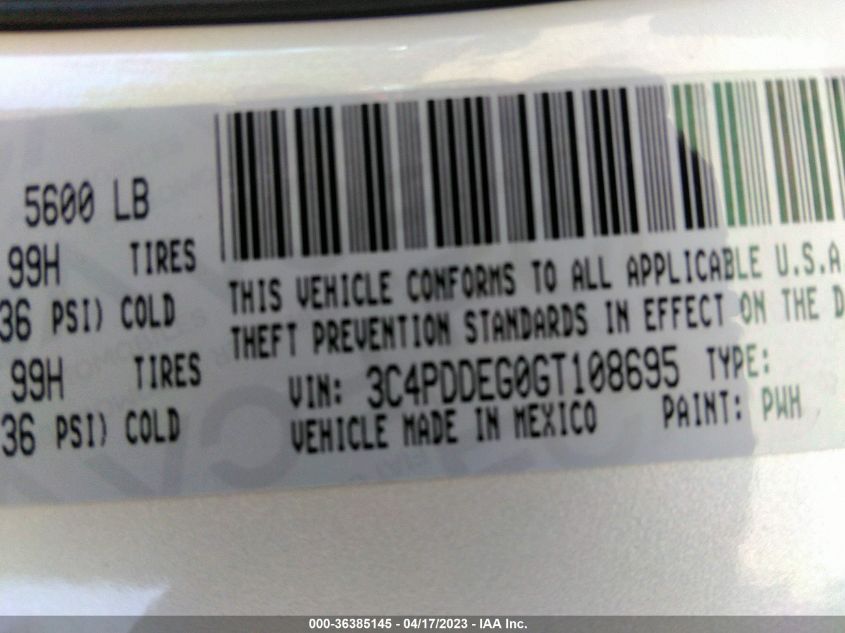 5600 LB
99H TIRES
36 PSI) COLD
99H TIRES
36 PSI) COLD
THIS VEHICLE CONFORMS TO ALL APPLICABLE U.S.A
THEFT PREVENTION STANDARDS IN EFFECT ON THE D
VIN: 3C4PDDEG0GT108695 TYPE:
VEHICLE MADE IN MEXICO PAINT: PWH
000-36385145 - 04/17/2023 - IAA Inc.